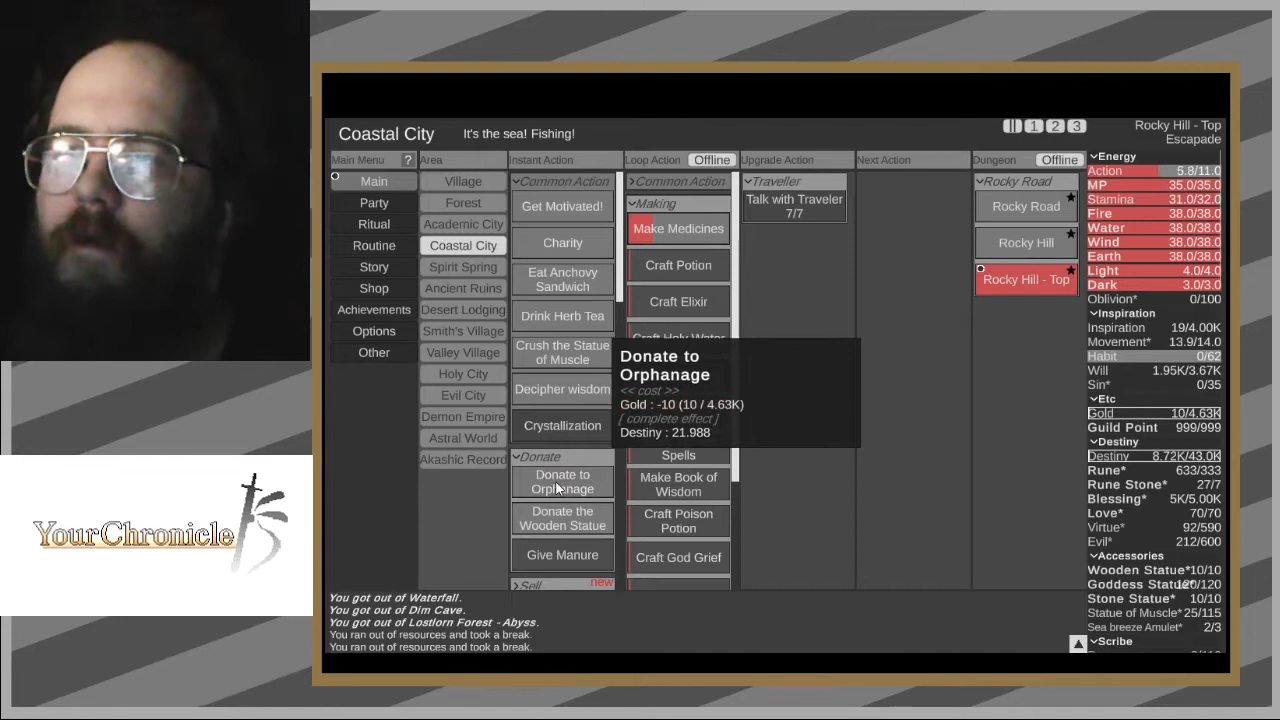 Coastal City
It's the sea! Fishing!
1 2 3
Rocky Hill - Top
Escapade
Main Menu ?
Main
Party
Ritual
Routine
Story
Shop
Achievements
Options
Other
Area
Village
Forest
Academic City
Coastal City
Spirit Spring
Ancient Ruins
Desert Lodging
Smith's Village
Valley Village
Holy City
Evil City
Demon Empire
Astral World
Akashic Record
Instant Action
Common Action
Get Motivated!
Charity
Eat Anchovy
Sandwich
Drink Herb Tea
Crush the Statue
of Muscle
Decipher wisdom
Crystallization
Donate
Donate to
Orphanage
Donate the
Wooden Statue
Give Manure
Sell
new
Loop Action Offline
Common Action
Making
Make Medicines
Craft Potion
Craft Elixir
Craft Holy Water
Spells
Make Book of
Wisdom
Craft Poison
Potion
Craft God Grief
Donate to
Orphanage
<< cost >>
Gold : -10 (10 / 4.63K)
[ complete effect ]
Destiny : 21.988
Upgrade Action
Traveller
Talk with Traveler
7/7
Next Action
Dungeon Offline
Rocky Road
Rocky Road
Rocky Hill
Rocky Hill - Top
Energy
Action 5.8/11.0
MP 35.0/35.0
Stamina 31.0/32.0
Fire 38.0/38.0
Water 38.0/38.0
Wind 38.0/38.0
Earth 38.0/38.0
Light 4.0/4.0
Dark 3.0/3.0
Oblivion* 0/100
Inspiration
Inspiration 19/4.00K
Movement* 13.9/14.0
Habit 0/62
Will 1.95K/3.67K
Sin* 0/35
Etc
Gold 10/4.63K
Guild Point 999/999
Destiny
Destiny 8.72K/43.0K
Rune* 633/333
Rune Stone* 27/7
Blessing* 5K/5.00K
Love* 70/70
Virtue* 92/590
Evil* 212/600
Accessories
Wooden Statue* 10/10
Goddess Statue* 120/120
Stone Statue* 10/10
Statue of Muscle* 25/115
Sea breeze Amulet* 2/3
Scribe
You got out of Waterfall.
You got out of Dim Cave.
You got out of Lostlorn Forest - Abyss.
You ran out of resources and took a break.
You ran out of resources and took a break.
YourChronicle